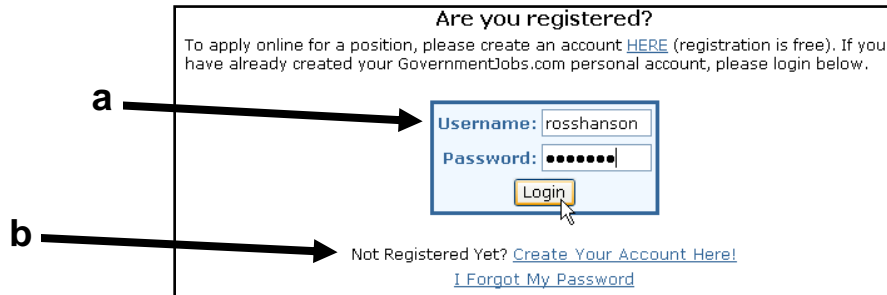 Are you registered?
To apply online for a position, please create an account HERE (registration is free). If you
have already created your GovernmentJobs.com personal account, please login below.
a
Username: rosshanson
Password: •••••••
Login
b
Not Registered Yet? Create Your Account Here!
I Forgot My Password